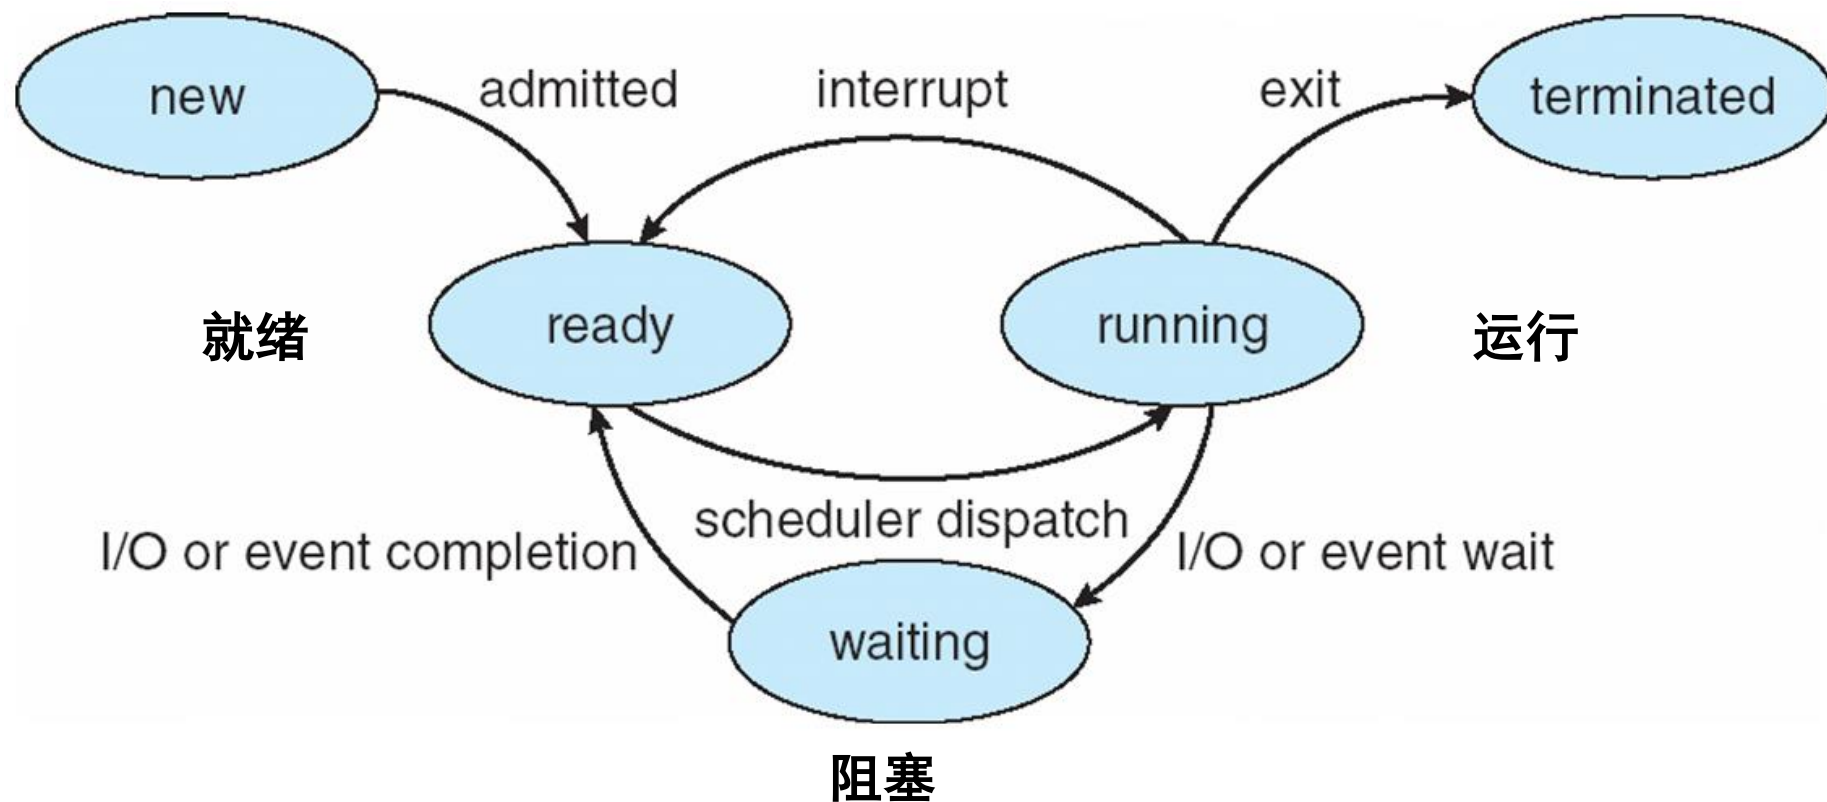 new
admitted
interrupt
exit
terminated
就绪
ready
running
运行
scheduler dispatch
I/O or event completion
I/O or event wait
waiting
阻塞